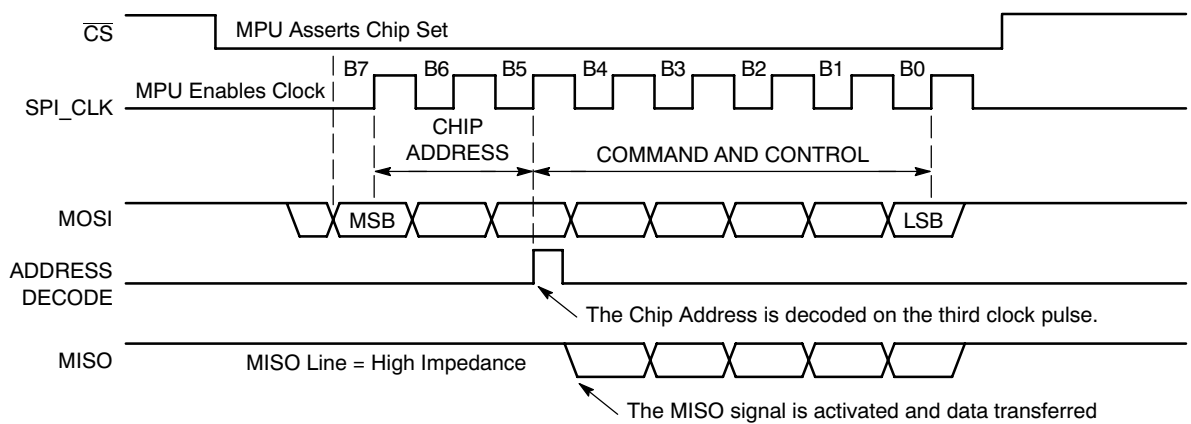 CS
MPU Asserts Chip Set
B7 B6 B5 B4 B3 B2 B1 B0
MPU Enables Clock
SPI_CLK
CHIP
ADDRESS
COMMAND AND CONTROL
MOSI
MSB
LSB
ADDRESS
DECODE
The Chip Address is decoded on the third clock pulse.
MISO
MISO Line = High Impedance
The MISO signal is activated and data transferred